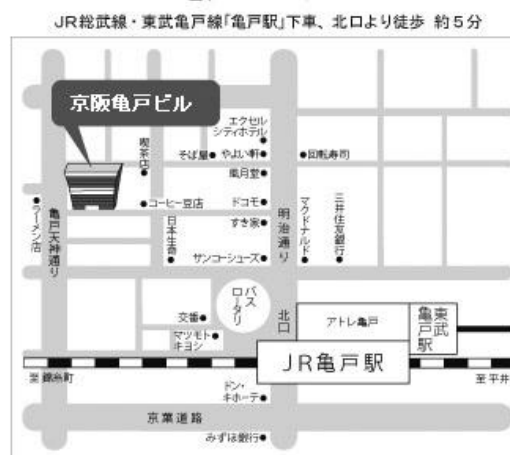 JR総武線・東武亀戸線「亀戸駅」下車、北口より徒歩 約5分
京阪亀戸ビル
喫茶店
エクセル
シティホテル
そば屋
やよい軒
回転寿司
風月堂
ラーメン店
亀戸天神通り
コーヒー豆店
ドコモ
日本生命
すき家
明治通り
マクドナルド
三井住友銀行
サンコーシューズ
バス
ロータリー
北口
交番
マツモト
キヨシ
アトレ亀戸
東武
亀戸駅
JR亀戸駅
至 錦糸町
至 平井
ドン・
キホーテ
京葉道路
みずほ銀行